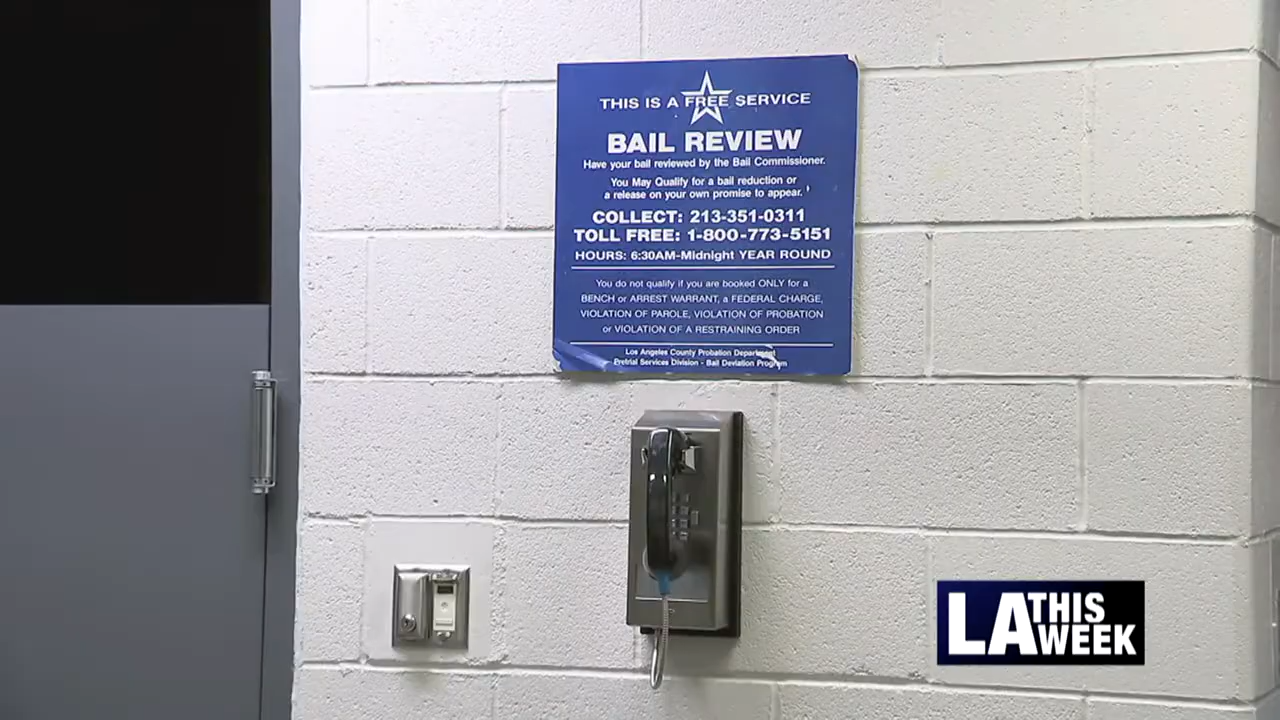 THIS IS A FREE SERVICE
BAIL REVIEW
Have your bail reviewed by the Bail Commissioner.
You May Qualify for a bail reduction or
a release on your own promise to appear.
COLLECT: 213-351-0311
TOLL FREE: 1-800-773-5151
HOURS: 6:30AM-Midnight YEAR ROUND
You do not qualify if you are booked ONLY for a
BENCH or ARREST WARRANT, a FEDERAL CHARGE,
VIOLATION OF PAROLE, VIOLATION OF PROBATION
or VIOLATION OF A RESTRAINING ORDER
Los Angeles County Probation Department
Pretrial Services Division - Bail Deviation Program
LA THIS
WEEK